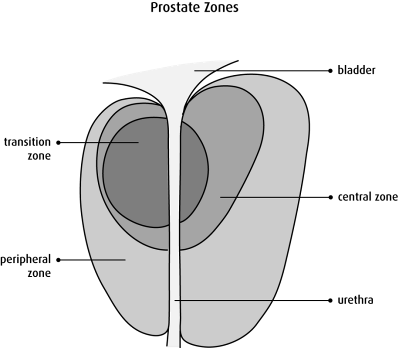 Prostate Zones
bladder
transition
zone
central zone
peripheral
zone
urethra